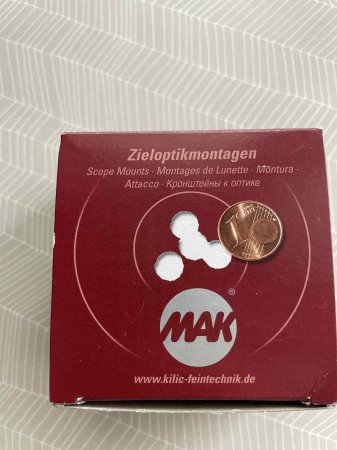 Zieloptikmontagen
Scope Mounts · Montages de Lunette · Montura ·
Attacco · Кронштейны к оптике
MAK®
www.kilic-feintechnik.de